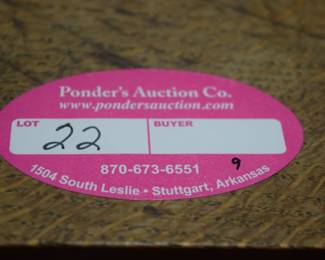 Ponder's Auction Co.
www.pondersauction.com
LOT BUYER
22
870-673-6551
9
1504 South Leslie • Stuttgart, Arkansas